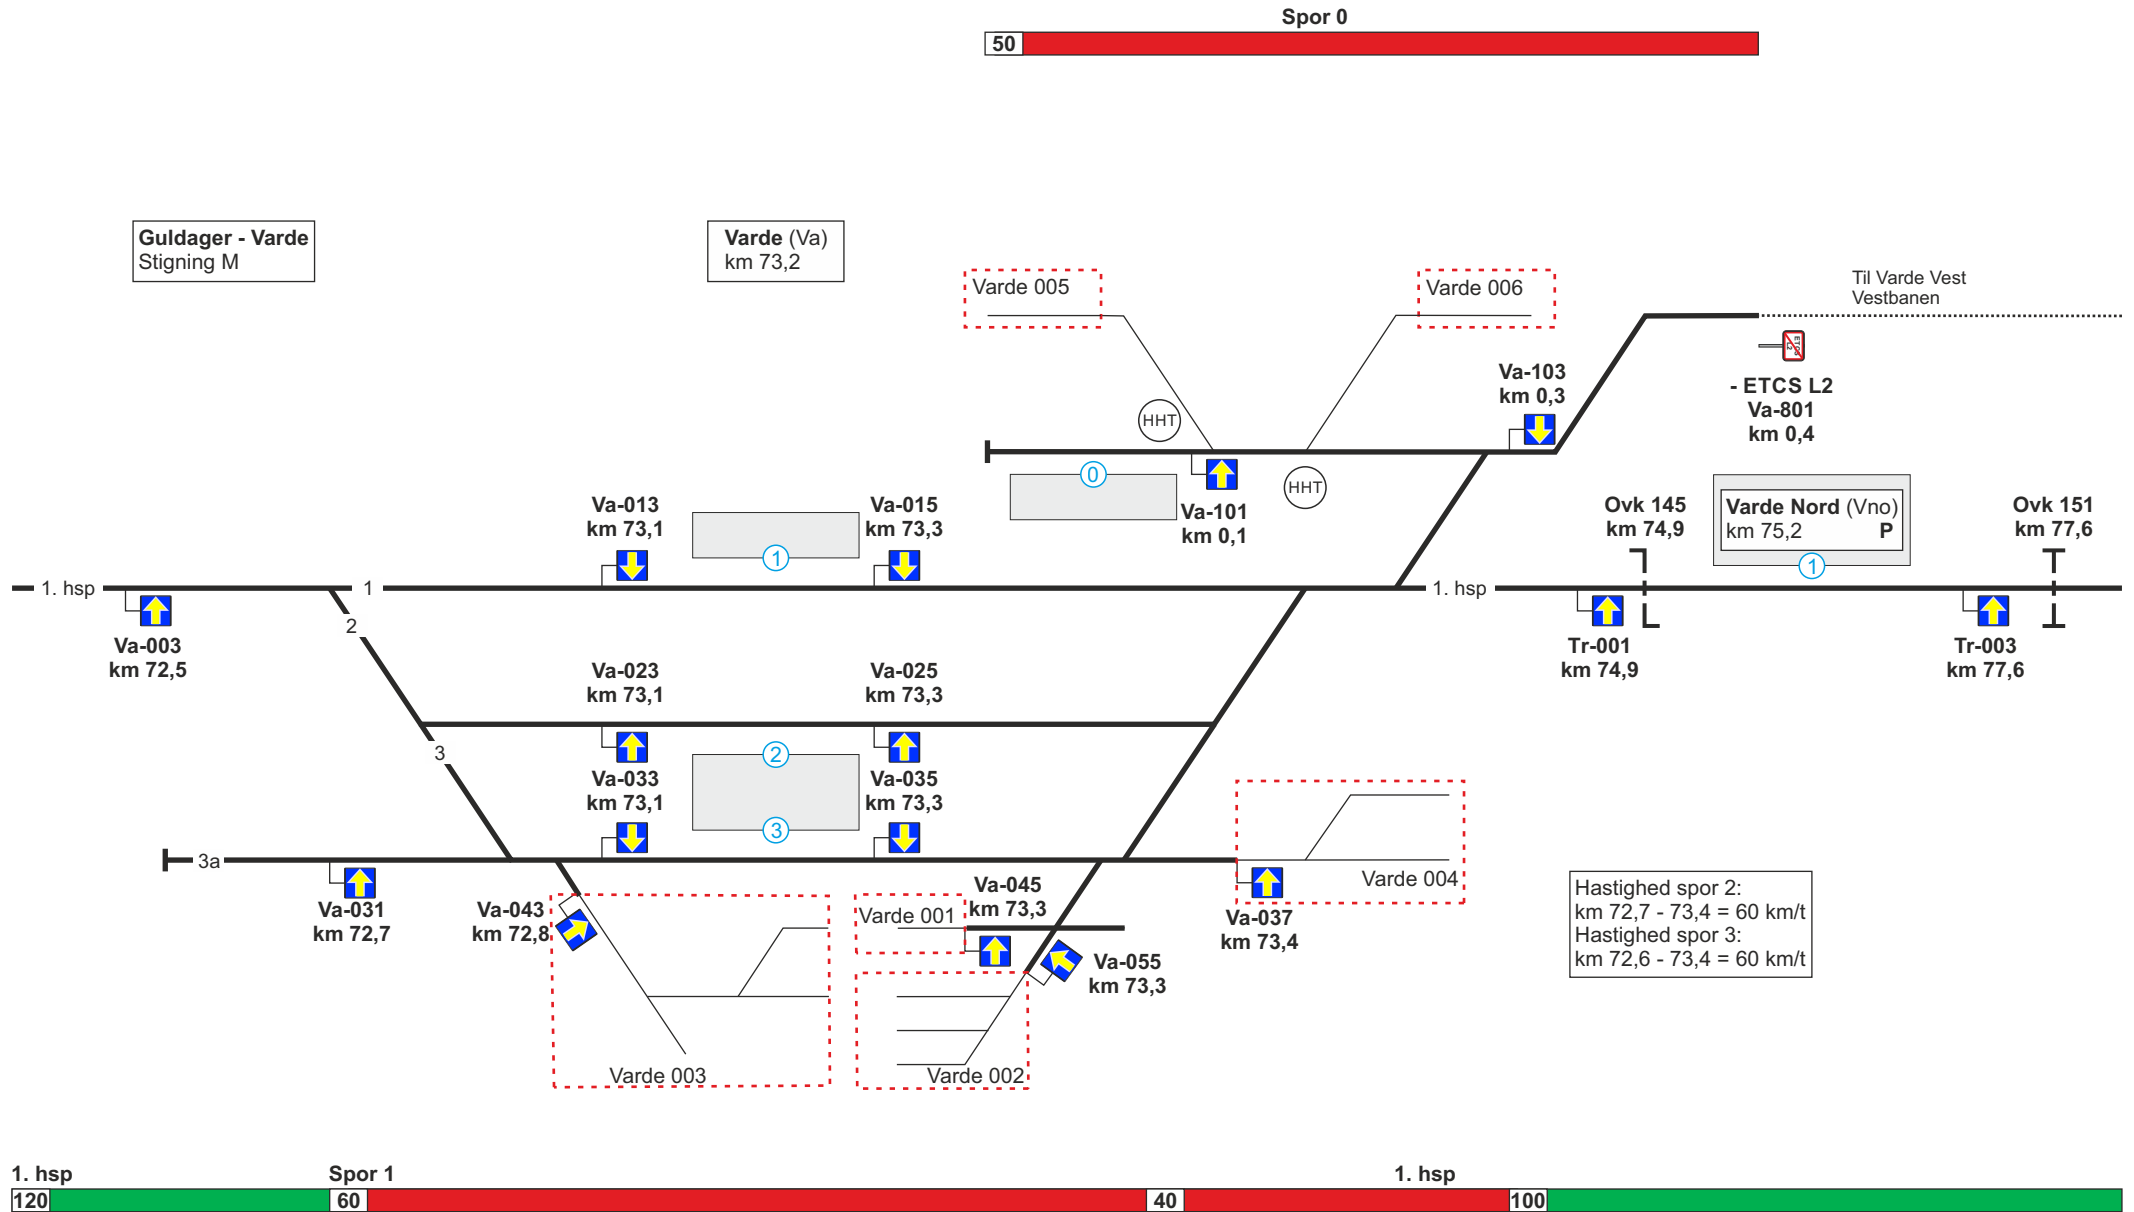 Spor 0
50
Guldager - Varde
Stigning M
Varde (Va)
km 73,2
Varde 005
Varde 006
Til Varde Vest
Vestbanen
ETCS
L2
- ETCS L2
Va-801
km 0,4
Va-103
km 0,3
HHT
HHT
0
Va-101
km 0,1
Va-013
km 73,1
1
Va-015
km 73,3
Ovk 145
km 74,9
Varde Nord (Vno)
km 75,2 P
1
Ovk 151
km 77,6
1. hsp
1
1. hsp
2
Va-003
km 72,5
Tr-001
km 74,9
Tr-003
km 77,6
Va-023
km 73,1
Va-025
km 73,3
3
2
Va-033
km 73,1
Va-035
km 73,3
3
3a
Va-031
km 72,7
Va-043
km 72,8
Varde 001
Va-045
km 73,3
Va-037
km 73,4
Varde 004
Va-055
km 73,3
Varde 003
Varde 002
Hastighed spor 2:
km 72,7 - 73,4 = 60 km/t
Hastighed spor 3:
km 72,6 - 73,4 = 60 km/t
1. hsp
Spor 1
1. hsp
120
60
40
100